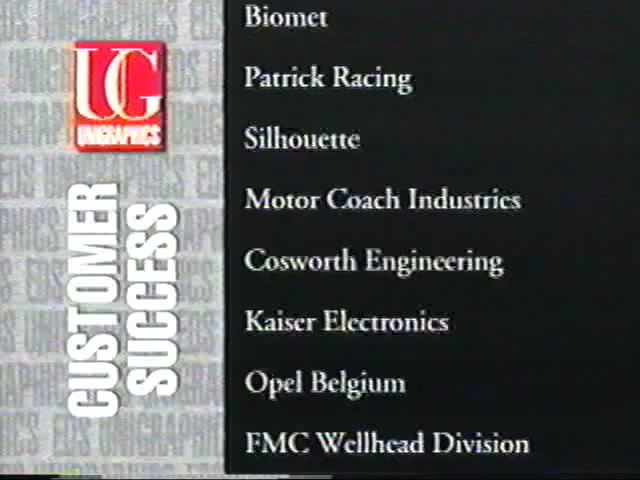 UG
UNIGRAPHICS
CUSTOMER
SUCCESS
Biomet
Patrick Racing
Silhouette
Motor Coach Industries
Cosworth Engineering
Kaiser Electronics
Opel Belgium
FMC Wellhead Division